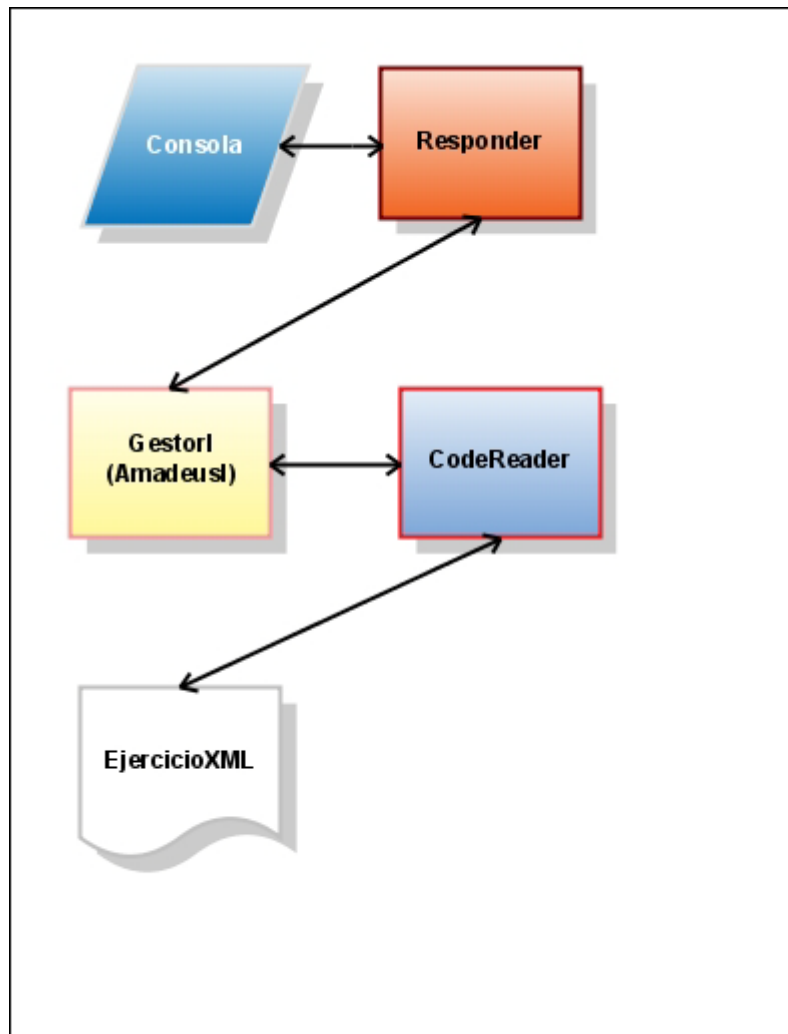 Consola
Responder
GestorI
(AmadeusI)
CodeReader
EjercicioXML